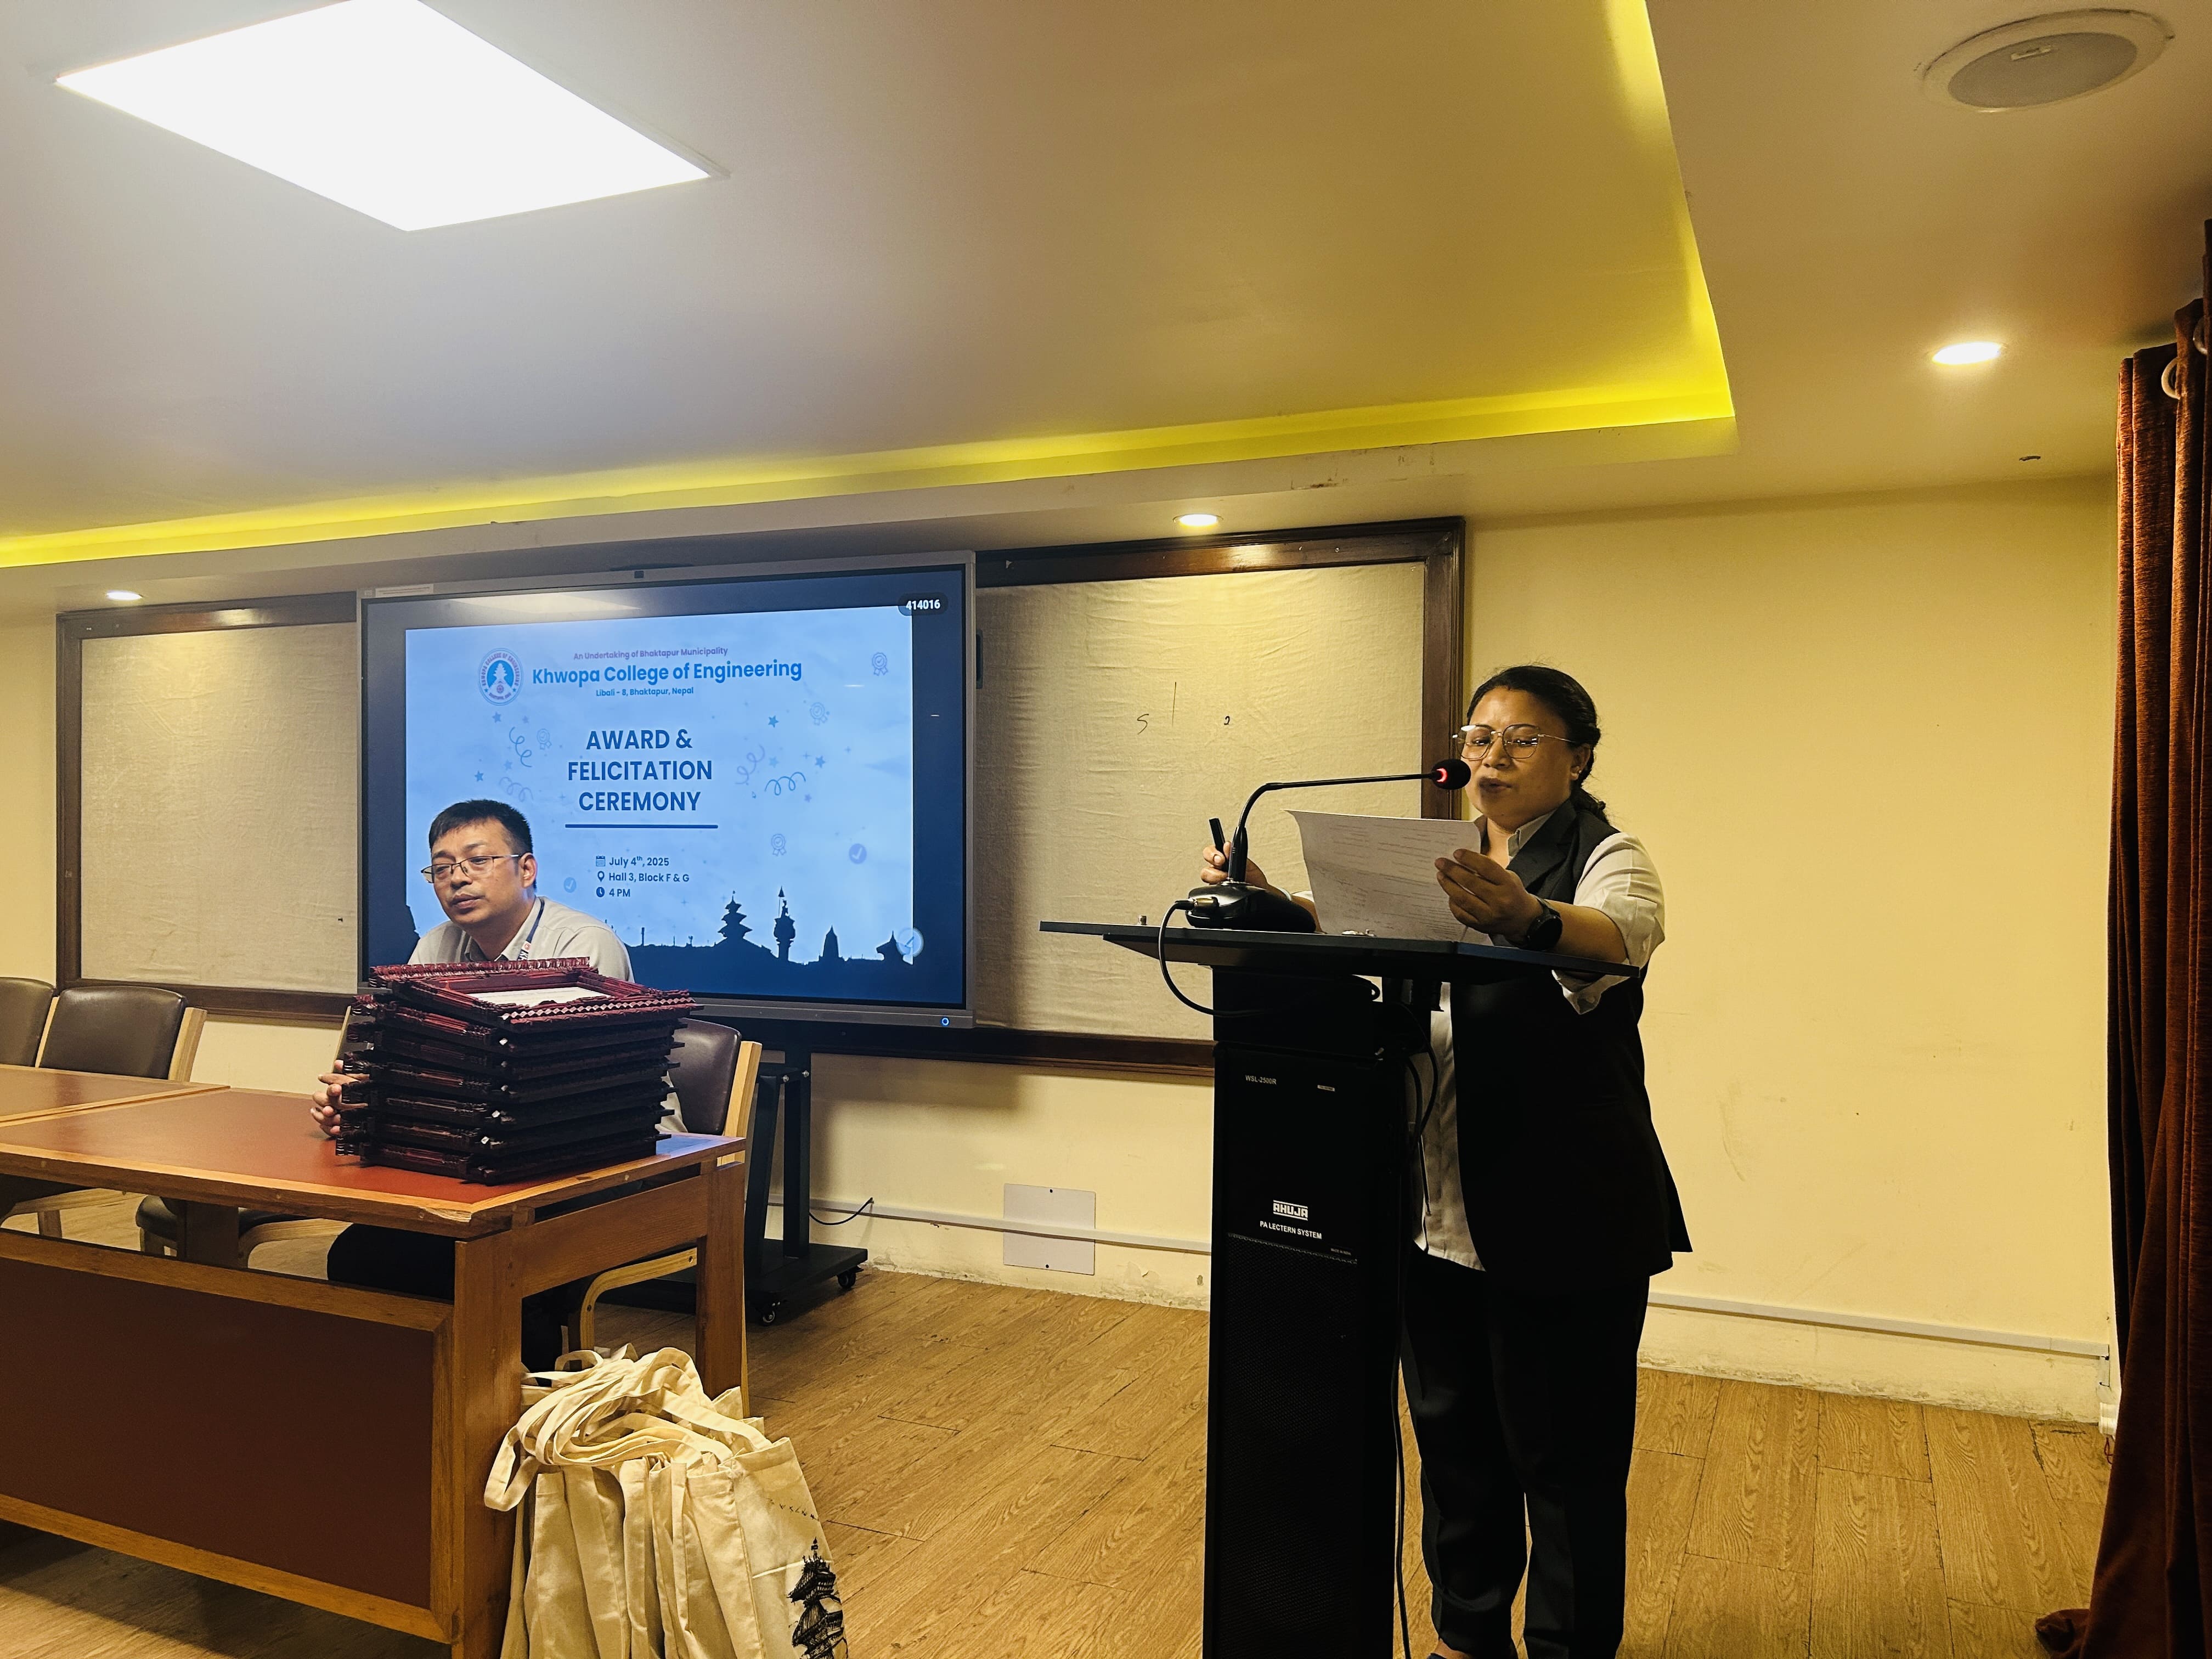 414016
An Undertaking of Bhaktapur Municipality
Khwopa College of Engineering
Libali - 8, Bhaktapur, Nepal
AWARD &
FELICITATION
CEREMONY
July 4th, 2025
Hall 3, Block F & G
4 PM
WSL-2500R
AHUJA
PA LECTERN SYSTEM